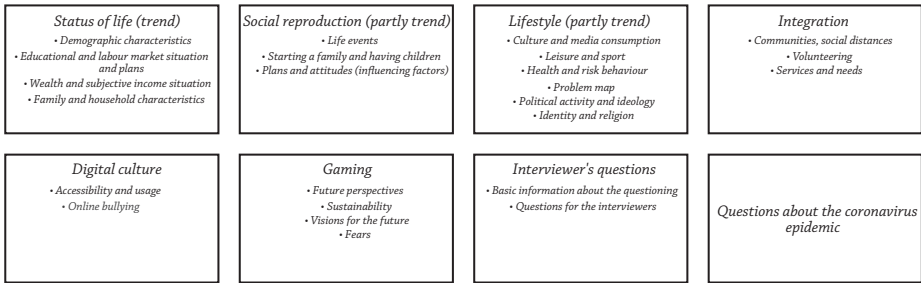 Status of life (trend)
• Demographic characteristics
• Educational and labour market situation
and plans
• Wealth and subjective income situation
• Family and household characteristics
Social reproduction (partly trend)
• Life events
• Starting a family and having children
• Plans and attitudes (influencing factors)
Lifestyle (partly trend)
• Culture and media consumption
• Leisure and sport
• Health and risk behaviour
• Problem map
• Political activity and ideology
• Identity and religion
Integration
• Communities, social distances
• Volunteering
• Services and needs
Digital culture
• Accessibility and usage
• Online bullying
Gaming
• Future perspectives
• Sustainability
• Visions for the future
• Fears
Interviewer's questions
• Basic information about the questioning
• Questions for the interviewers
Questions about the coronavirus
epidemic